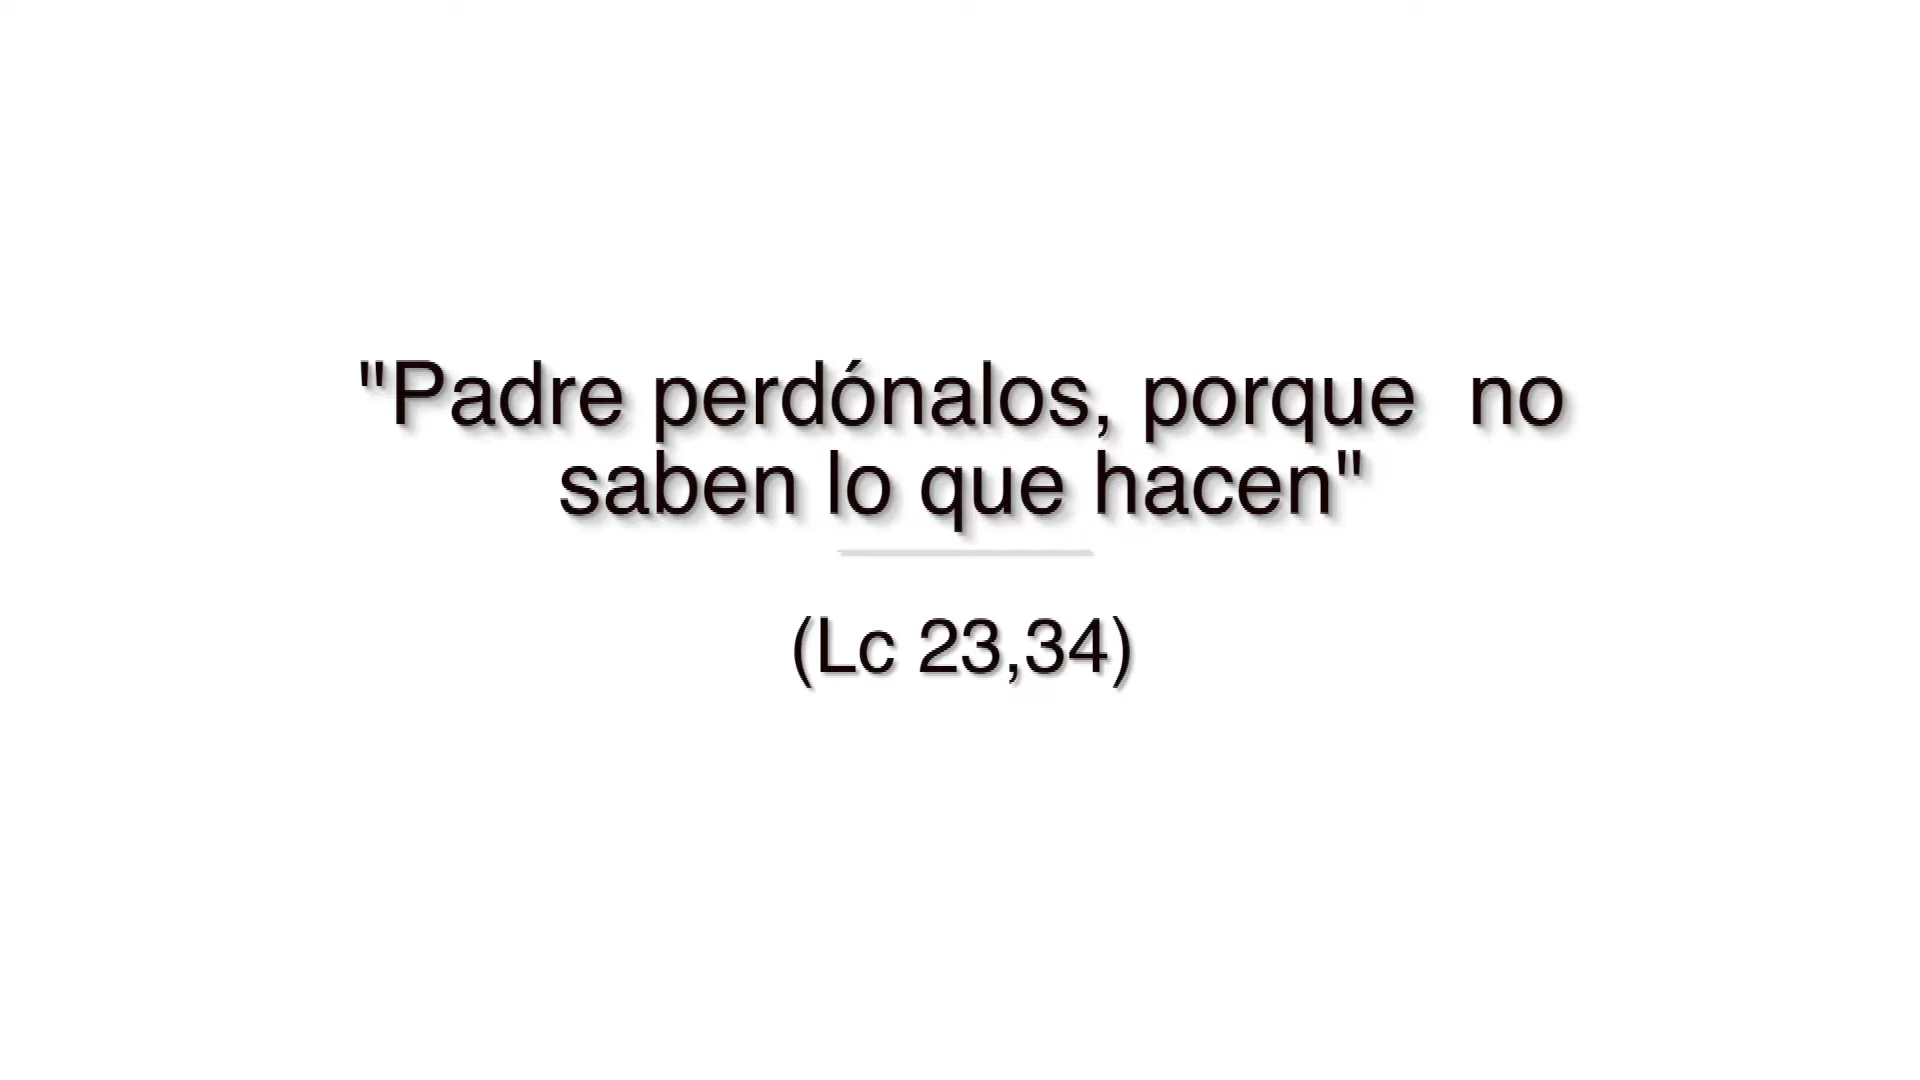 "Padre perdónalos, porque  no
saben lo que hacen"
(Lc 23,34)